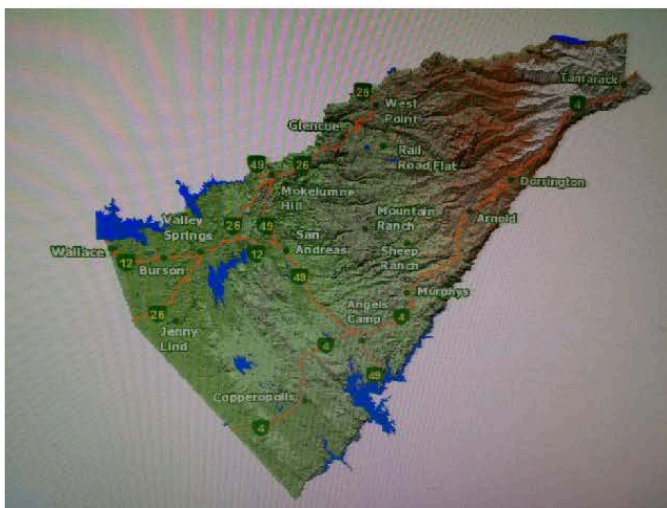 Tamarack
4
26
West
Point
Glencoe
Rail
Road Flat
49
26
Dorrington
Mokelumne
Hill
Valley
Springs
26
49
San
Andreas
Mountain
Ranch
Arnold
Sheep
Ranch
Wallace
12
Burson
12
49
Murphys
26
Jenny
Lind
Angels
Camp
4
4
49
Copperopolis
4